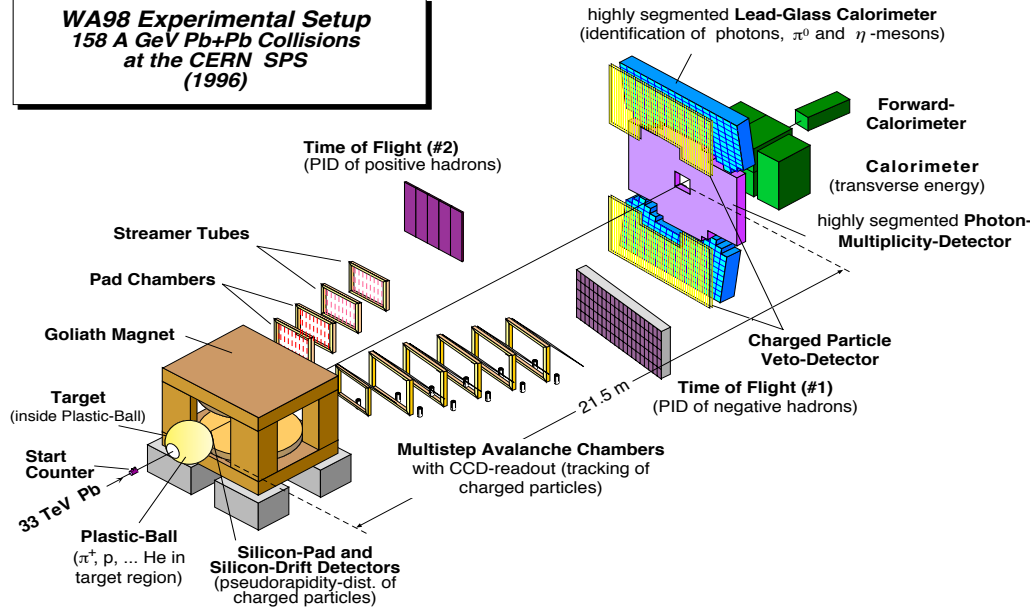 WA98 Experimental Setup
158 A GeV Pb+Pb Collisions
at the CERN SPS
(1996)
highly segmented Lead-Glass Calorimeter
(identification of photons, π⁰ and η -mesons)
Forward-
Calorimeter
Time of Flight (#2)
(PID of positive hadrons)
Calorimeter
(transverse energy)
highly segmented Photon-
Multiplicity-Detector
Streamer Tubes
Pad Chambers
Goliath Magnet
Charged Particle
Veto-Detector
Target
(inside Plastic-Ball)
Time of Flight (#1)
(PID of negative hadrons)
21.5 m
Start
Counter
Multistep Avalanche Chambers
with CCD-readout (tracking of
charged particles)
33 TeV Pb
Plastic-Ball
(π⁺, p, ... He in
target region)
Silicon-Pad and
Silicon-Drift Detectors
(pseudorapidity-dist. of
charged particles)